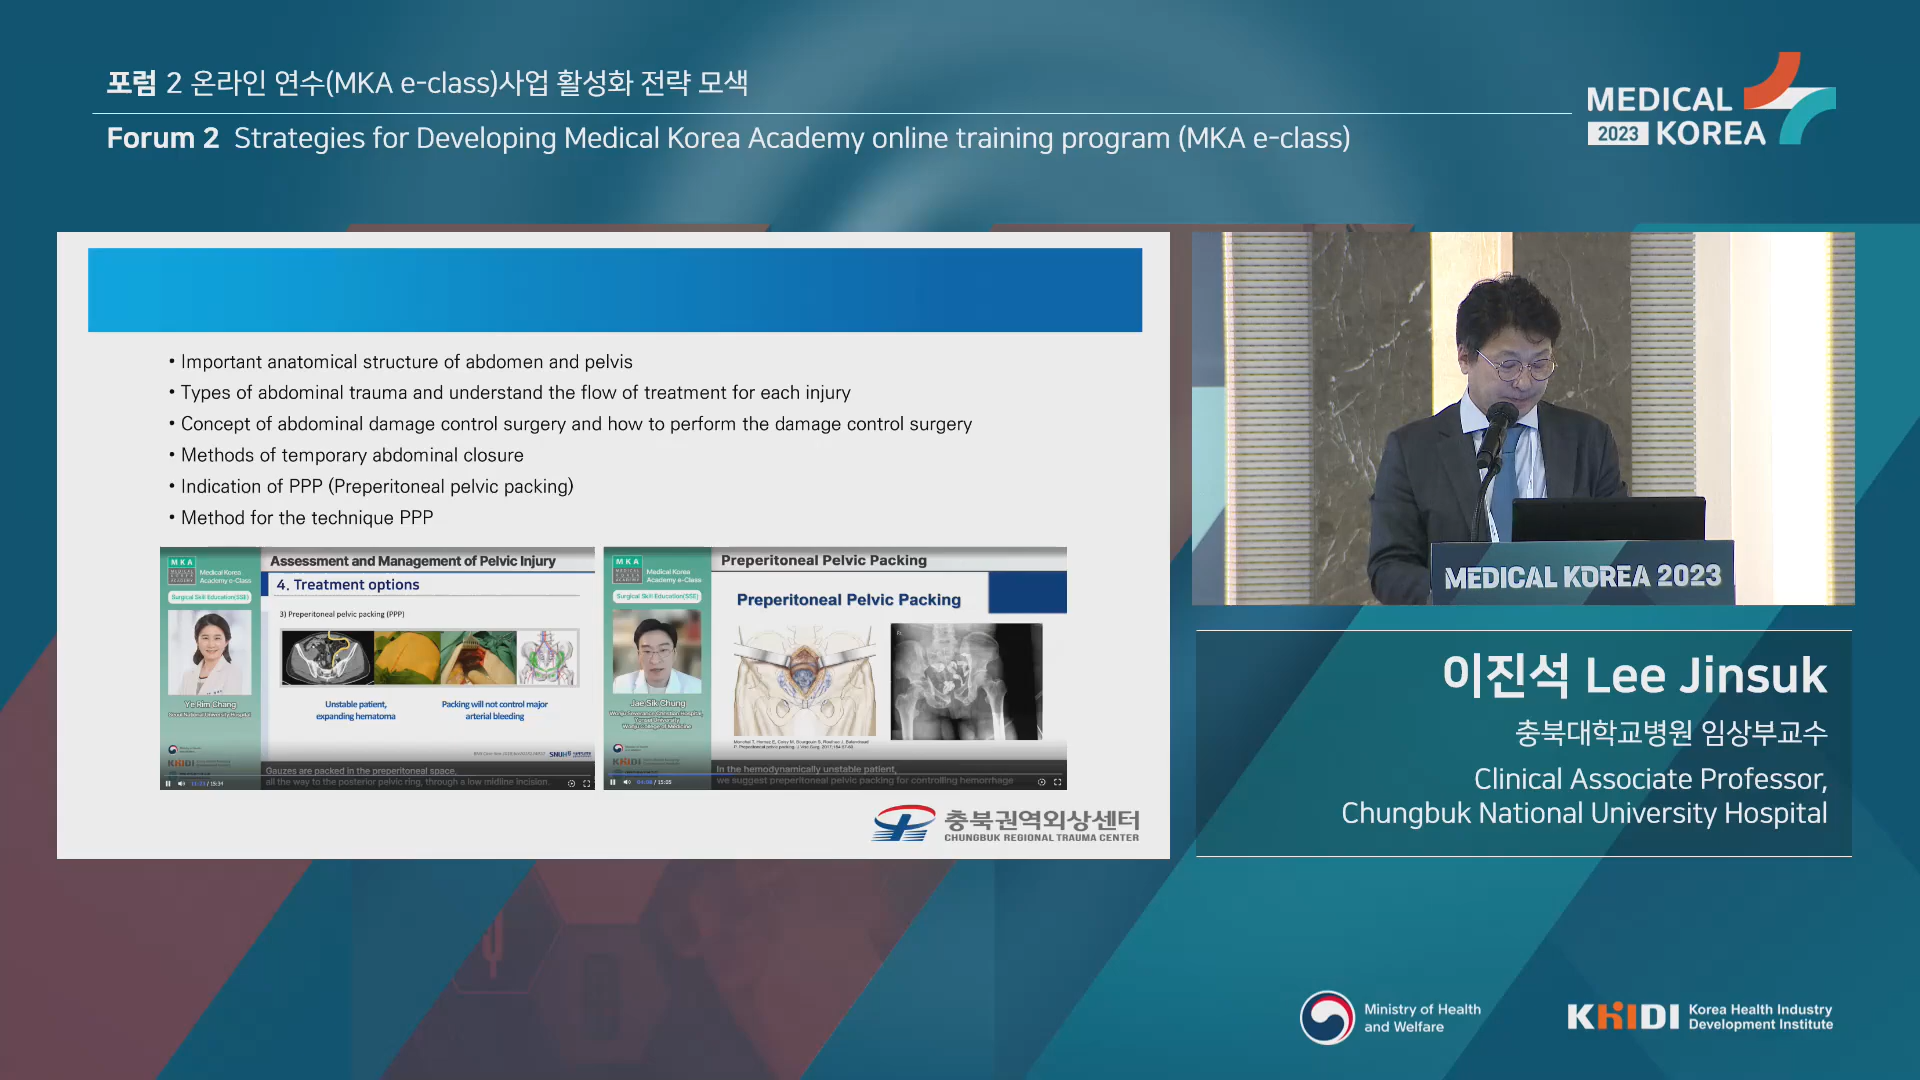 포럼 2 온라인 연수(MKA e-class)사업 활성화 전략 모색
Forum 2 Strategies for Developing Medical Korea Academy online training program (MKA e-class)
MEDICAL
2023 KOREA
• Important anatomical structure of abdomen and pelvis
• Types of abdominal trauma and understand the flow of treatment for each injury
• Concept of abdominal damage control surgery and how to perform the damage control surgery
• Methods of temporary abdominal closure
• Indication of PPP (Preperitoneal pelvic packing)
• Method for the technique PPP
MKA
Medical Korea
Academy e-Class
Surgical Skill Education(SSE)
Ye Rim Chang
Seoul National University Hospital
Assessment and Management of Pelvic Injury
4. Treatment options
3) Preperitoneal pelvic packing (PPP)
Unstable patient,
expanding hematoma
Packing will not control major
arterial bleeding
SNUH
Gauzes are packed in the preperitoneal space,
all the way to the posterior pelvic ring, through a low midline incision.
MKA
Medical Korea
Academy e-Class
Surgical Skill Education(SSE)
Jae Sik Chung
Preperitoneal Pelvic Packing
Preperitoneal Pelvic Packing
In the hemodynamically unstable patient,
we suggest preperitoneal pelvic packing for controlling hemorrhage
충북권역외상센터
CHUNGBUK REGIONAL TRAUMA CENTER
MEDICAL KOREA 2023
이진석 Lee Jinsuk
충북대학교병원 임상부교수
Clinical Associate Professor,
Chungbuk National University Hospital
Ministry of Health
and Welfare
KHIDI Korea Health Industry
Development Institute